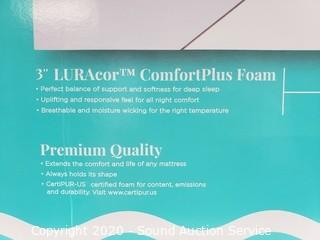 3" LURAcor™ ComfortPlus Foam
• Perfect balance of support and softness for deep sleep
• Uplifting and responsive feel for all night comfort
• Breathable and moisture wicking for the right temperature
Premium Quality
• Extends the comfort and life of any mattress
• Always holds its shape
• CertiPUR-US certified foam for content, emissions
and durability. Visit www.certipur.us
Copyright 2020 - Sound Auction Service